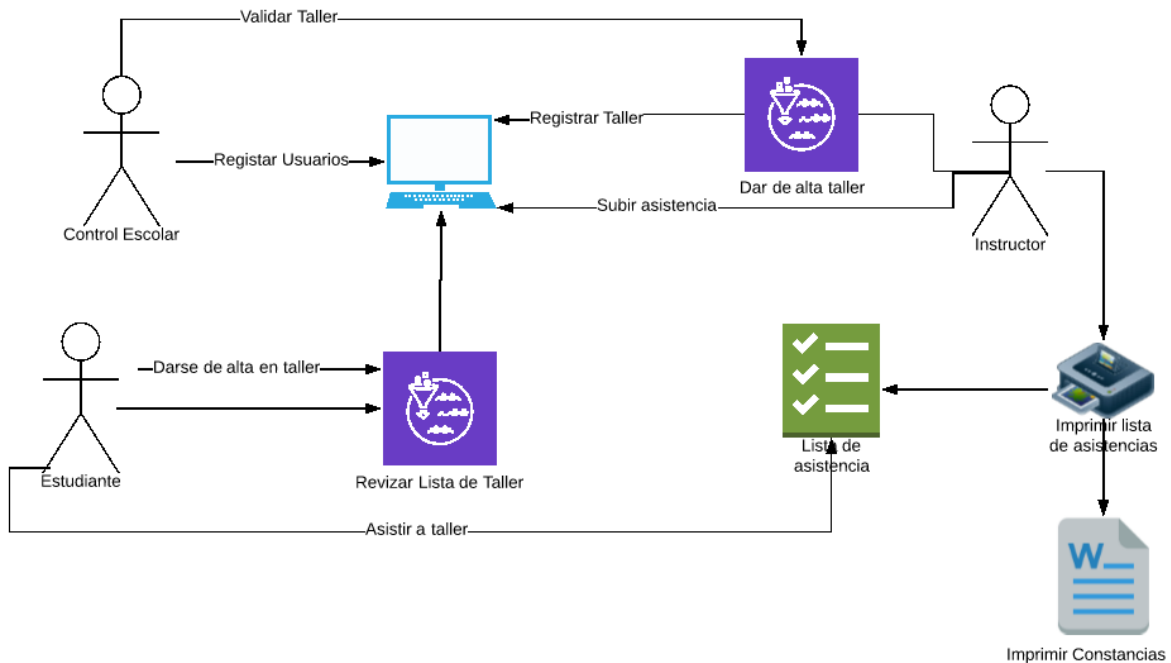 Validar Taller
Registrar Taller
Registar Usuarios
Dar de alta taller
Subir asistencia
Control Escolar
Instructor
Darse de alta en taller
Imprimir lista
de asistencias
Lista de
asistencia
Estudiante
Revizar Lista de Taller
Asistir a taller
W
Imprimir Constancias